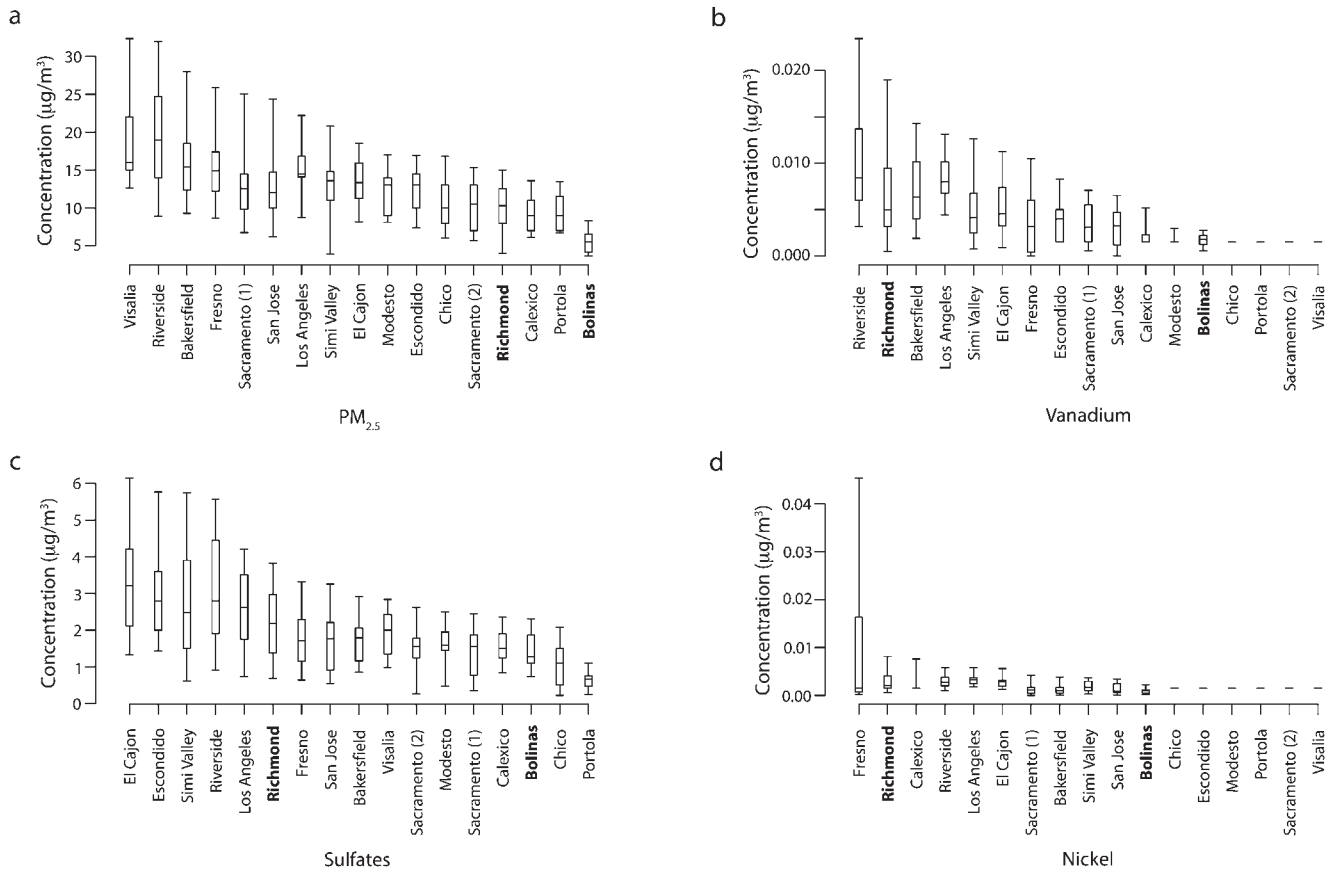 a
Concentration (μg/m³)
30
25
20
15
10
5
Visalia
Riverside
Bakersfield
Fresno
Sacramento (1)
San Jose
Los Angeles
Simi Valley
El Cajon
Modesto
Escondido
Chico
Sacramento (2)
Richmond
Calexico
Portola
Bolinas
PM₂.₅
b
Concentration (μg/m³)
0.020
0.010
0.000
Riverside
Richmond
Bakersfield
Los Angeles
Simi Valley
El Cajon
Fresno
Escondido
Sacramento (1)
San Jose
Calexico
Modesto
Bolinas
Chico
Portola
Sacramento (2)
Visalia
Vanadium
c
Concentration (μg/m³)
6
5
4
3
2
1
0
El Cajon
Escondido
Simi Valley
Riverside
Los Angeles
Richmond
Fresno
San Jose
Bakersfield
Visalia
Sacramento (2)
Modesto
Sacramento (1)
Calexico
Bolinas
Chico
Portola
Sulfates
d
Concentration (μg/m³)
0.04
0.03
0.02
0.01
0.00
Fresno
Richmond
Calexico
Riverside
Los Angeles
El Cajon
Sacramento (1)
Bakersfield
Simi Valley
San Jose
Bolinas
Chico
Escondido
Modesto
Portola
Sacramento (2)
Visalia
Nickel